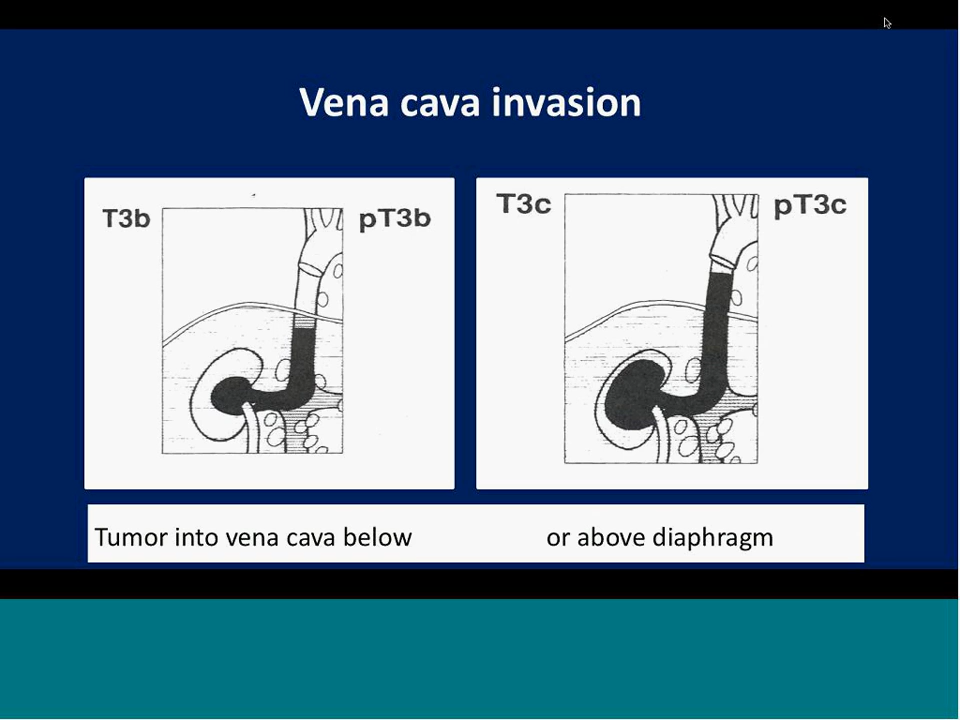 Vena cava invasion
T3b
pT3b
T3c
pT3c
Tumor into vena cava below
or above diaphragm